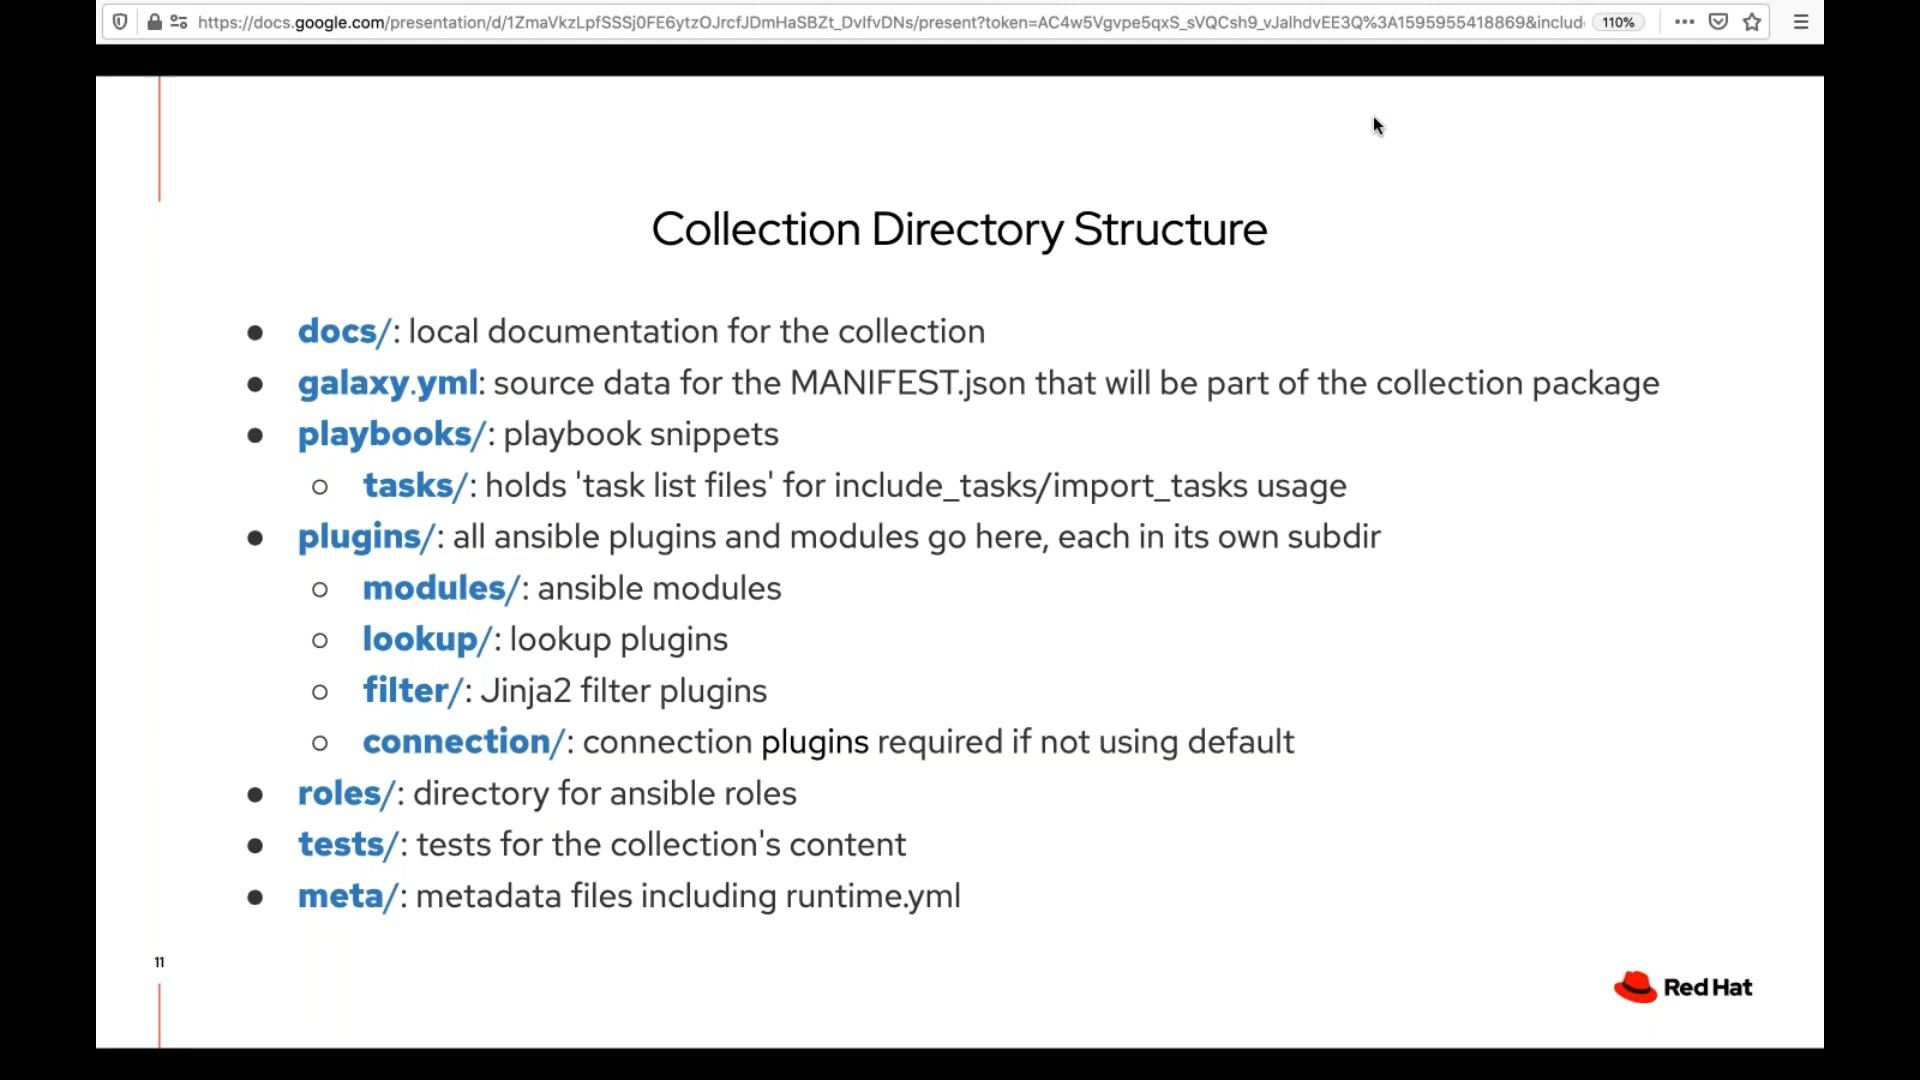 https://docs.google.com/presentation/d/1ZmaVkzLpfSSSj0FE6ytzOJrcfJDmHaSBZt_DvIfvDNs/present?token=AC4w5Vgvpe5qxS_sVQCsh9_vJalhdvEE3Q%3A1595955418869&includ
110%
Collection Directory Structure
● docs/: local documentation for the collection
● galaxy.yml: source data for the MANIFEST.json that will be part of the collection package
● playbooks/: playbook snippets
○ tasks/: holds 'task list files' for include_tasks/import_tasks usage
● plugins/: all ansible plugins and modules go here, each in its own subdir
○ modules/: ansible modules
○ lookup/: lookup plugins
○ filter/: Jinja2 filter plugins
○ connection/: connection plugins required if not using default
● roles/: directory for ansible roles
● tests/: tests for the collection's content
● meta/: metadata files including runtime.yml
11
Red Hat